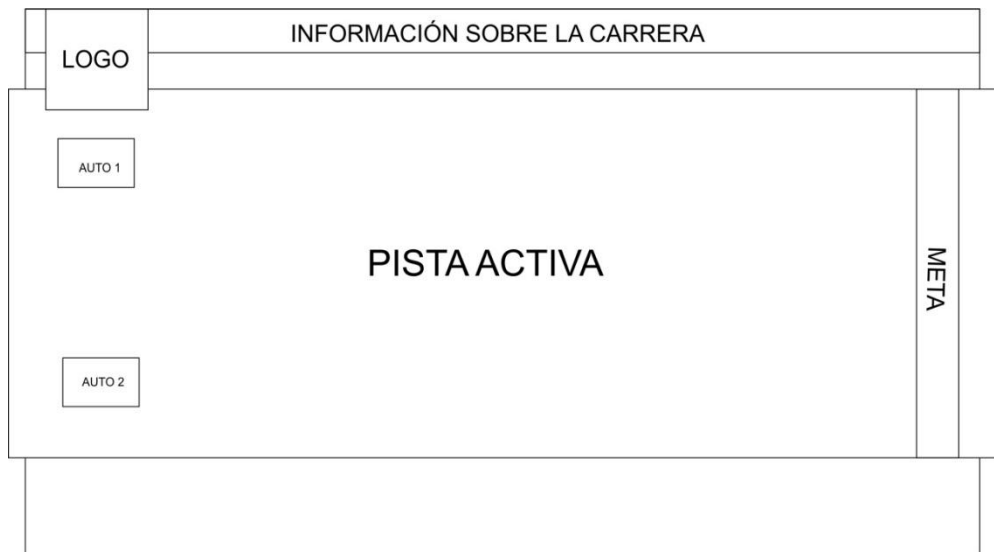 INFORMACIÓN SOBRE LA CARRERA
LOGO
AUTO 1
PISTA ACTIVA
META
AUTO 2